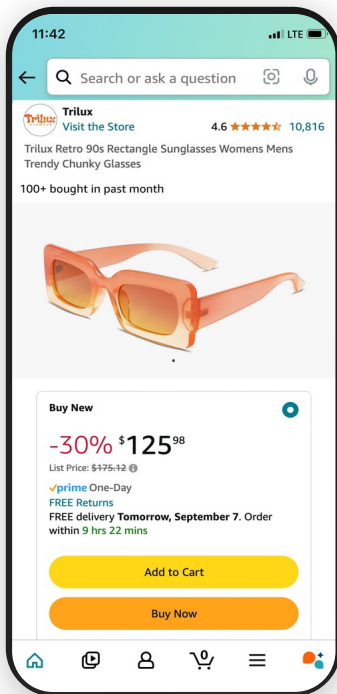 11:42
LTE
Search or ask a question
Trilux
Trilux
Visit the Store
4.6 10,816
Trilux Retro 90s Rectangle Sunglasses Womens Mens
Trendy Chunky Glasses
100+ bought in past month
Buy New
-30% $125 98
List Price: $175.12
prime One-Day
FREE Returns
FREE delivery Tomorrow, September 7. Order
within 9 hrs 22 mins
Add to Cart
Buy Now
0